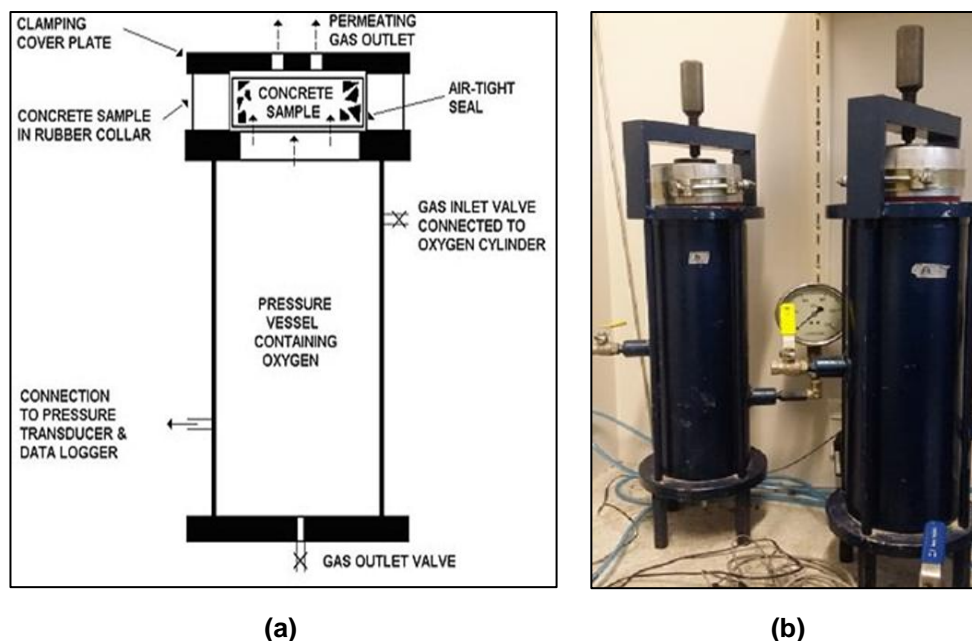 CLAMPING
COVER PLATE
PERMEATING
GAS OUTLET
CONCRETE
SAMPLE
AIR-TIGHT
SEAL
CONCRETE SAMPLE
IN RUBBER COLLAR
GAS INLET VALVE
CONNECTED TO
OXYGEN CYLINDER
PRESSURE
VESSEL
CONTAINING
OXYGEN
CONNECTION
TO PRESSURE
TRANSDUCER &
DATA LOGGER
GAS OUTLET VALVE
(a)
(b)